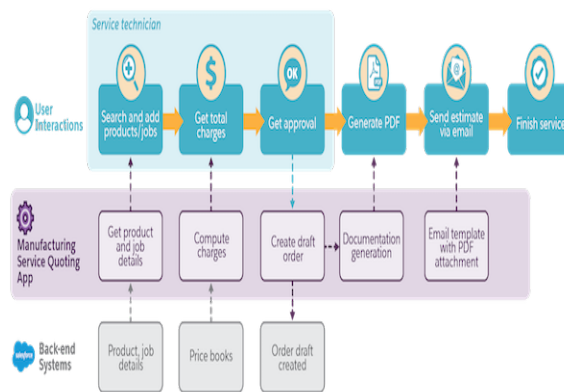 Service technician
User
Interactions
Search and add
products/jobs
Get total
charges
OK
Get approval
Generate PDF
Send estimate
via email
Finish service
Manufacturing
Service Quoting
App
Get product
and job
details
Compute
charges
Create draft
order
Documentation
generation
Email template
with PDF
attachment
salesforce
Back-end
Systems
Product, job
details
Price books
Order draft
created